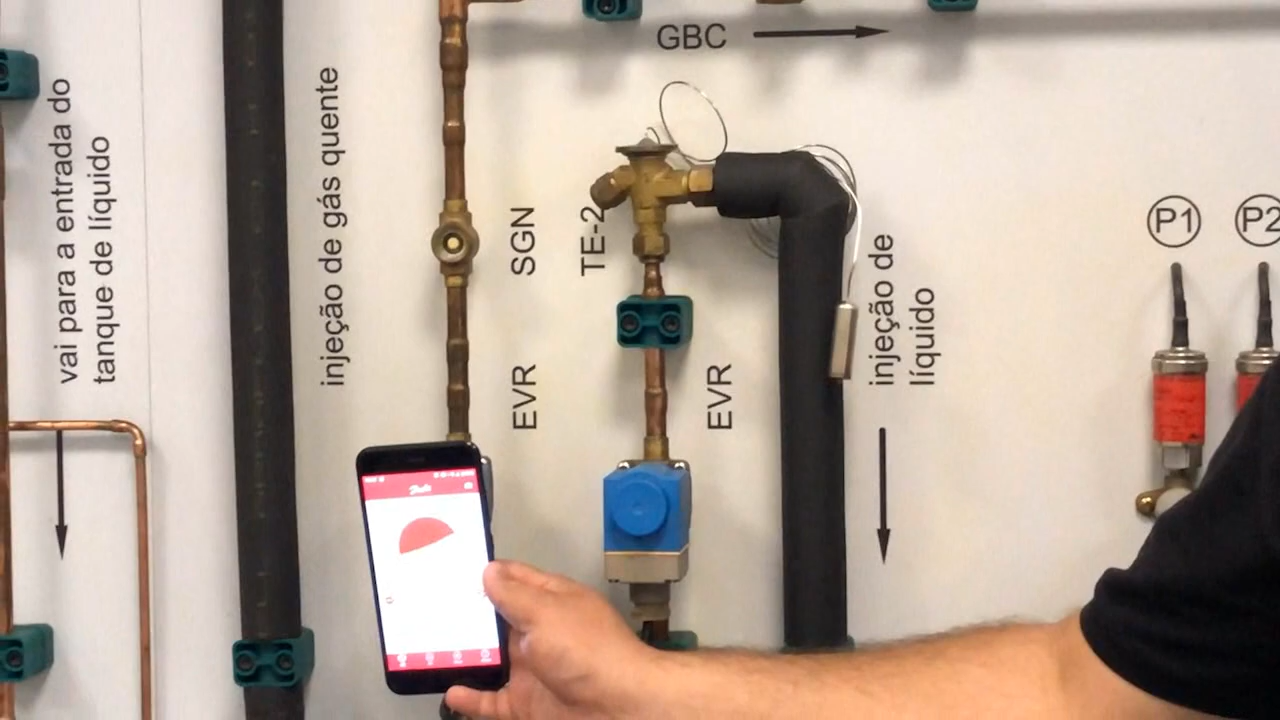 GBC
vai para a entrada do
tanque de líquido
injeção de gás quente
SGN
TE-2
EVR
EVR
injeção de
líquido
P1
P2
Danfoss